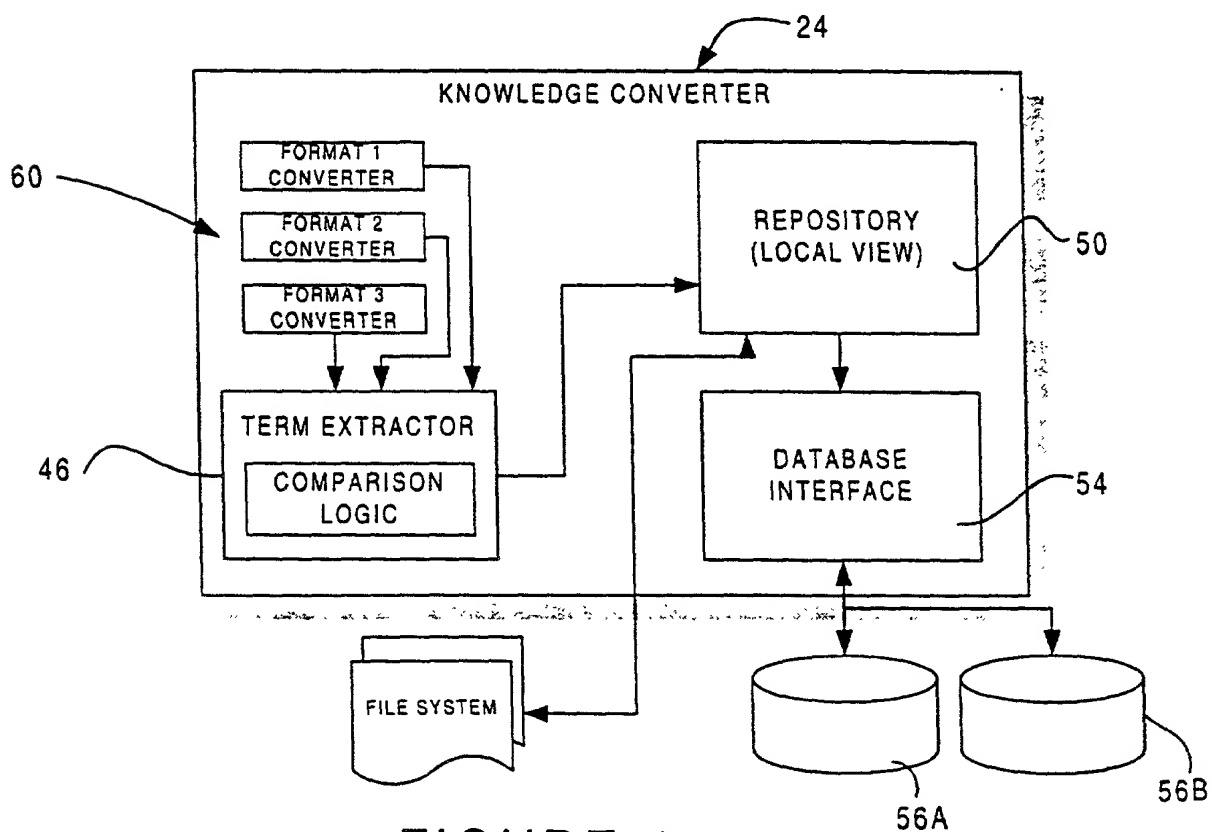 24
KNOWLEDGE CONVERTER
60
FORMAT 1
CONVERTER
FORMAT 2
CONVERTER
FORMAT 3
CONVERTER
REPOSITORY
(LOCAL VIEW)
50
TERM EXTRACTOR
46
COMPARISON
LOGIC
DATABASE
INTERFACE
54
FILE SYSTEM
56A
56B